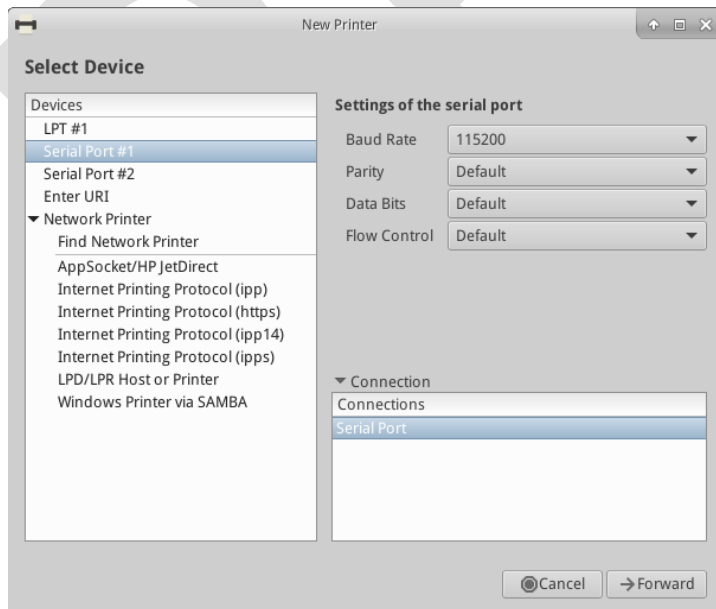 New Printer
Select Device
Devices
LPT #1
Serial Port #1
Serial Port #2
Enter URI
Network Printer
Find Network Printer
AppSocket/HP JetDirect
Internet Printing Protocol (ipp)
Internet Printing Protocol (https)
Internet Printing Protocol (ipp14)
Internet Printing Protocol (ipps)
LPD/LPR Host or Printer
Windows Printer via SAMBA
Settings of the serial port
Baud Rate 115200
Parity Default
Data Bits Default
Flow Control Default
Connection
Connections
Serial Port
Cancel Forward